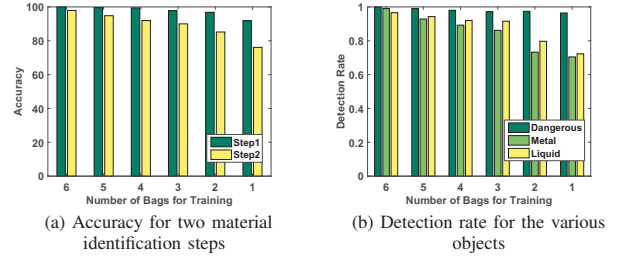 100
80
60
40
20
0
Accuracy
Step1
Step2
6 5 4 3 2 1
Number of Bags for Training
(a) Accuracy for two material
identification steps
1
0.8
0.6
0.4
0.2
0
Detection Rate
Dangerous
Metal
Liquid
6 5 4 3 2 1
Number of Bags for Training
(b) Detection rate for the various
objects